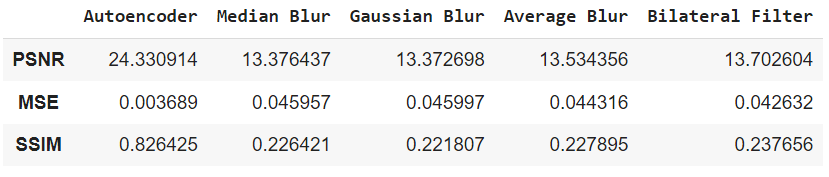 Autoencoder Median Blur Gaussian Blur Average Blur Bilateral Filter
PSNR 24.330914 13.376437 13.372698 13.534356 13.702604
MSE 0.003689 0.045957 0.045997 0.044316 0.042632
SSIM 0.826425 0.226421 0.221807 0.227895 0.237656